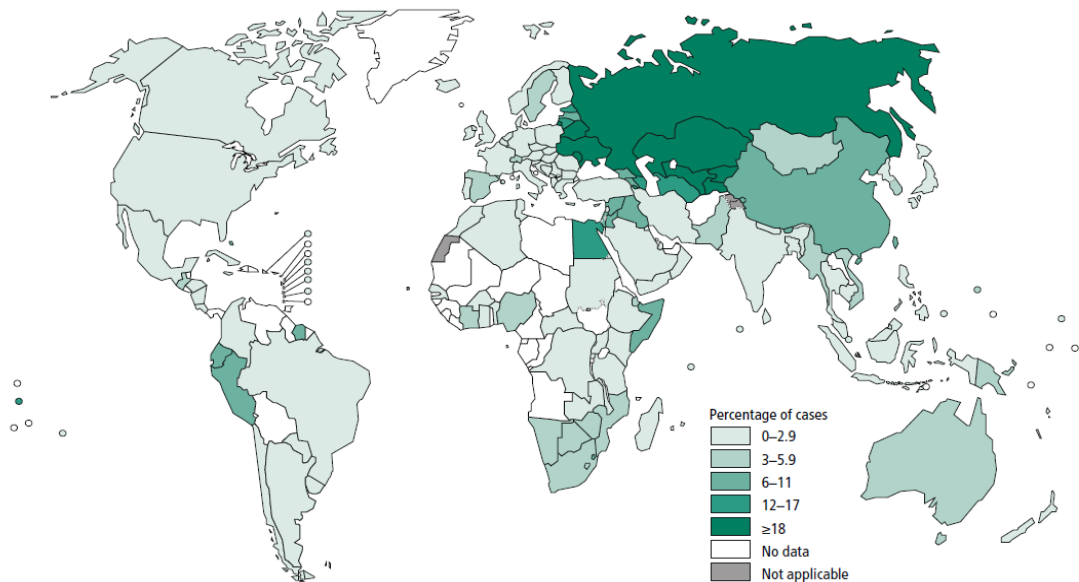 Percentage of cases
0–2.9
3–5.9
6–11
12–17
≥18
No data
Not applicable